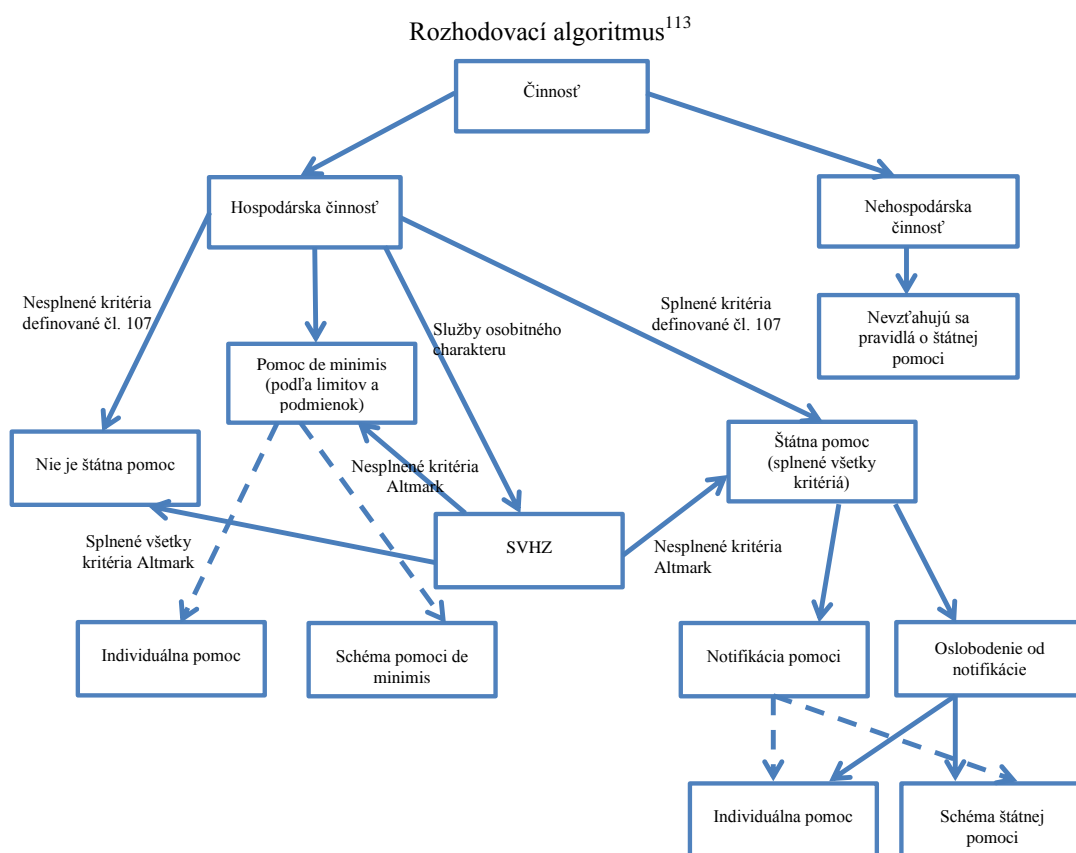 Rozhodovací algoritmus113
Činnosť
Hospodárska činnosť
Nehospodárska
činnosť
Nesplnené kritéria
definované čl. 107
Služby osobitného
charakteru
Splnené kritéria
definované čl. 107
Nevzťahujú sa
pravidlá o štátnej
pomoci
Pomoc de minimis
(podľa limitov a
podmienok)
Nie je štátna pomoc
Nesplnené kritéria
Altmark
Štátna pomoc
(splnené všetky
kritériá)
Splnené všetky
kritéria Altmark
SVHZ
Nesplnené kritéria
Altmark
Individuálna pomoc
Schéma pomoci de
minimis
Notifikácia pomoci
Oslobodenie od
notifikácie
Individuálna pomoc
Schéma štátnej
pomoci